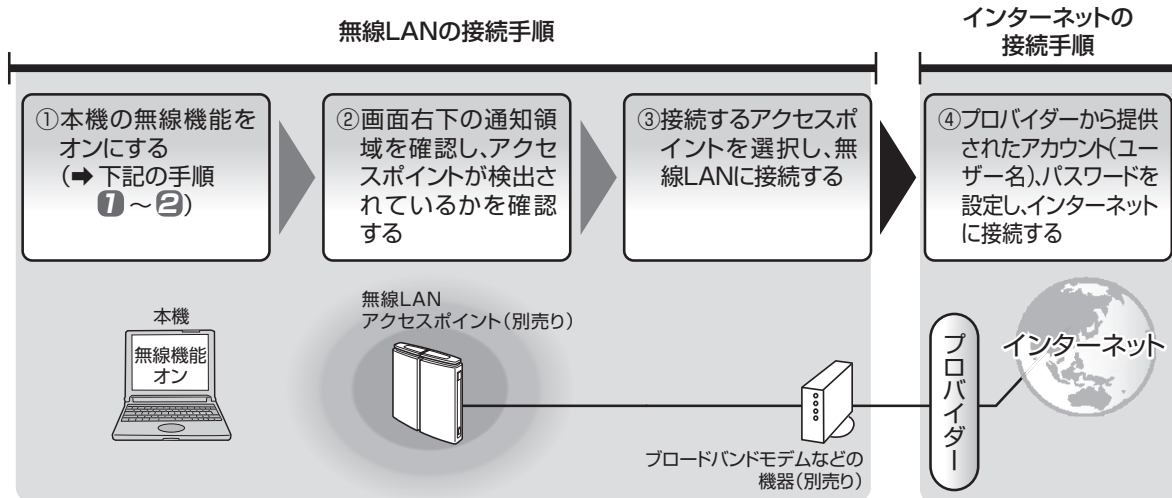 無線LANの接続手順
インターネットの
接続手順
①本機の無線機能を
オンにする
(➡下記の手順
1~2)
②画面右下の通知領
域を確認し、アクセ
スポイントが検出さ
れているかを確認
する
③接続するアクセスポ
イントを選択し、無
線LANに接続する
④プロバイダーから提供
されたアカウント(ユー
ザー名)、パスワードを
設定し、インターネット
に接続する
本機
無線機能
オン
無線LAN
アクセスポイント(別売り)
ブロードバンドモデムなどの
機器(別売り)
プロバイダー
インターネット